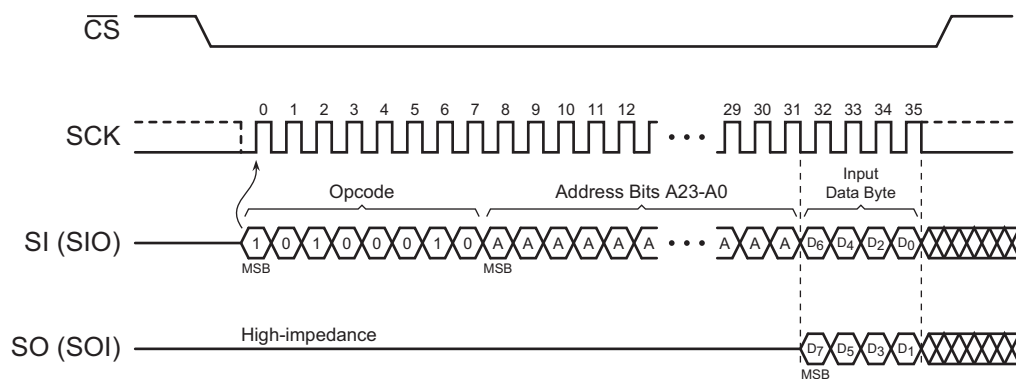 CS
0 1 2 3 4 5 6 7 8 9 10 11 12 29 30 31 32 33 34 35
SCK
Opcode
Address Bits A23-A0
Input
Data Byte
SI (SIO)
1 0 1 0 0 0 1 0 A A A A A A A A A D6 D4 D2 D0
MSB MSB
High-impedance
SO (SOI)
D7 D5 D3 D1
MSB